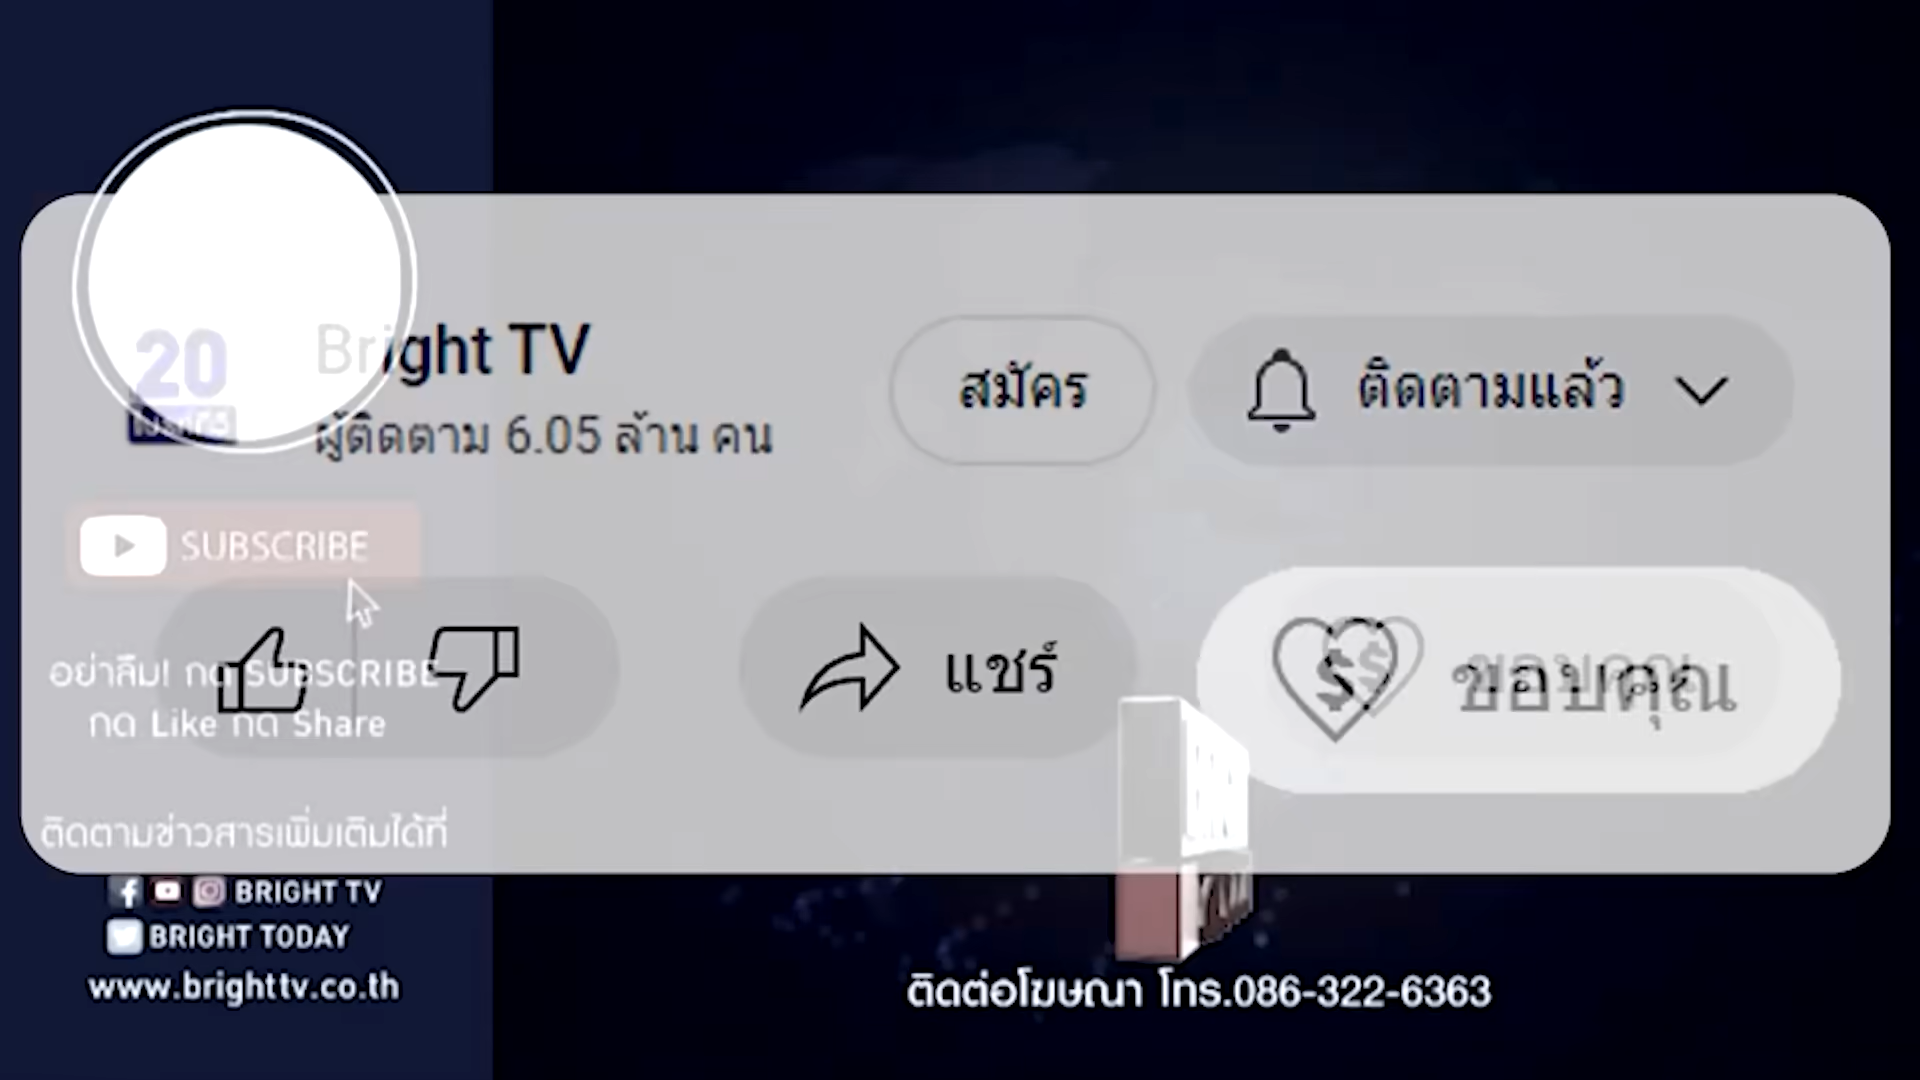 20
Bright TV
ผู้ติดตาม 6.05 ล้าน คน
สมัคร
ติดตามแล้ว
SUBSCRIBE
แชร์
ขอบคุณ
อย่าลืม! กด SUBSCRIBE
กด Like กด Share
ติดตามข่าวสารเพิ่มเติมได้ที่
BRIGHT TV
BRIGHT TODAY
www.brighttv.co.th
ติดต่อโฆษณา โทร.086-322-6363